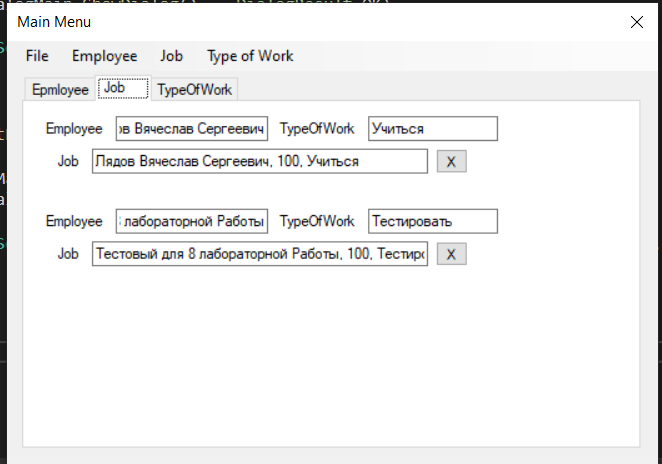 Main Menu
File Employee Job Type of Work
Epmloyee Job TypeOfWork
Employee ов Вячеслав Сергеевич TypeOfWork Учиться
Job Лядов Вячеслав Сергеевич, 100, Учиться X
Employee лабораторной Работы TypeOfWork Тестировать
Job Тестовый для 8 лабораторной Работы, 100, Тестиро X